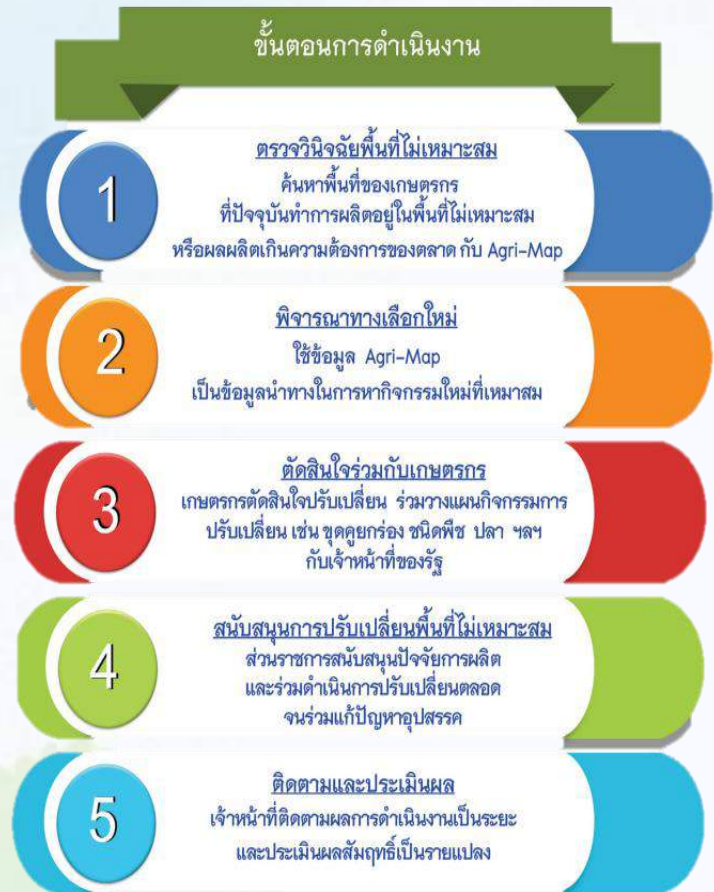 ขั้นตอนการดำเนินงาน
1
ตรวจวินิจฉัยพื้นที่ไม่เหมาะสม
ค้นหาพื้นที่ของเกษตรกร
ที่ปัจจุบันทำการผลิตอยู่ในพื้นที่ไม่เหมาะสม
หรือผลผลิตเกินความต้องการของตลาด กับ Agri-Map
2
พิจารณาทางเลือกใหม่
ใช้ข้อมูล Agri-Map
เป็นข้อมูลนำทางในการหากิจกรรมใหม่ที่เหมาสม
3
ตัดสินใจร่วมกับเกษตรกร
เกษตรกรตัดสินใจปรับเปลี่ยน ร่วมวางแผนกิจกรรมการ
ปรับเปลี่ยน เช่น ขุดคูยกร่อง ชนิดพืช ปลา ฯลฯ
กับเจ้าหน้าที่ของรัฐ
4
สนับสนุนการปรับเปลี่ยนพื้นที่ไม่เหมาะสม
ส่วนราชการสนับสนุนปัจจัยการผลิต
และร่วมดำเนินการปรับเปลี่ยนตลอด
จนร่วมแก้ปัญหาอุปสรรค
5
ติดตามและประเมินผล
เจ้าหน้าที่ติดตามผลการดำเนินงานเป็นระยะ
และประเมินผลสัมฤทธิ์เป็นรายแปลง